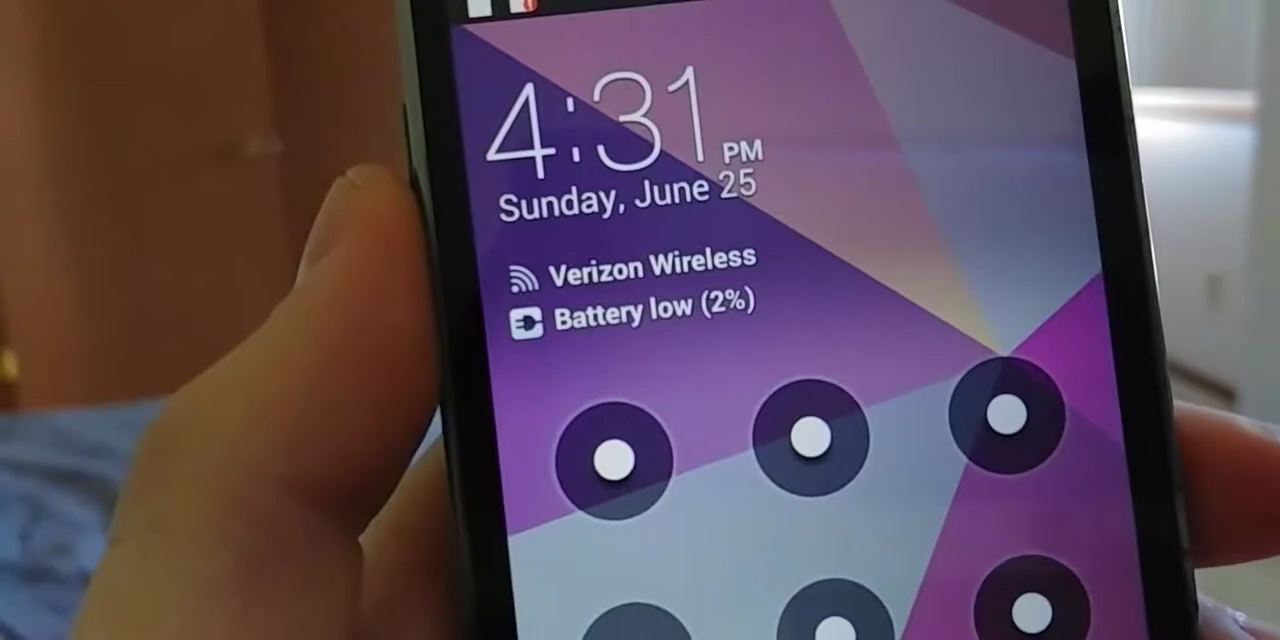 4:31 PM
Sunday, June 25
Verizon Wireless
Battery low (2%)